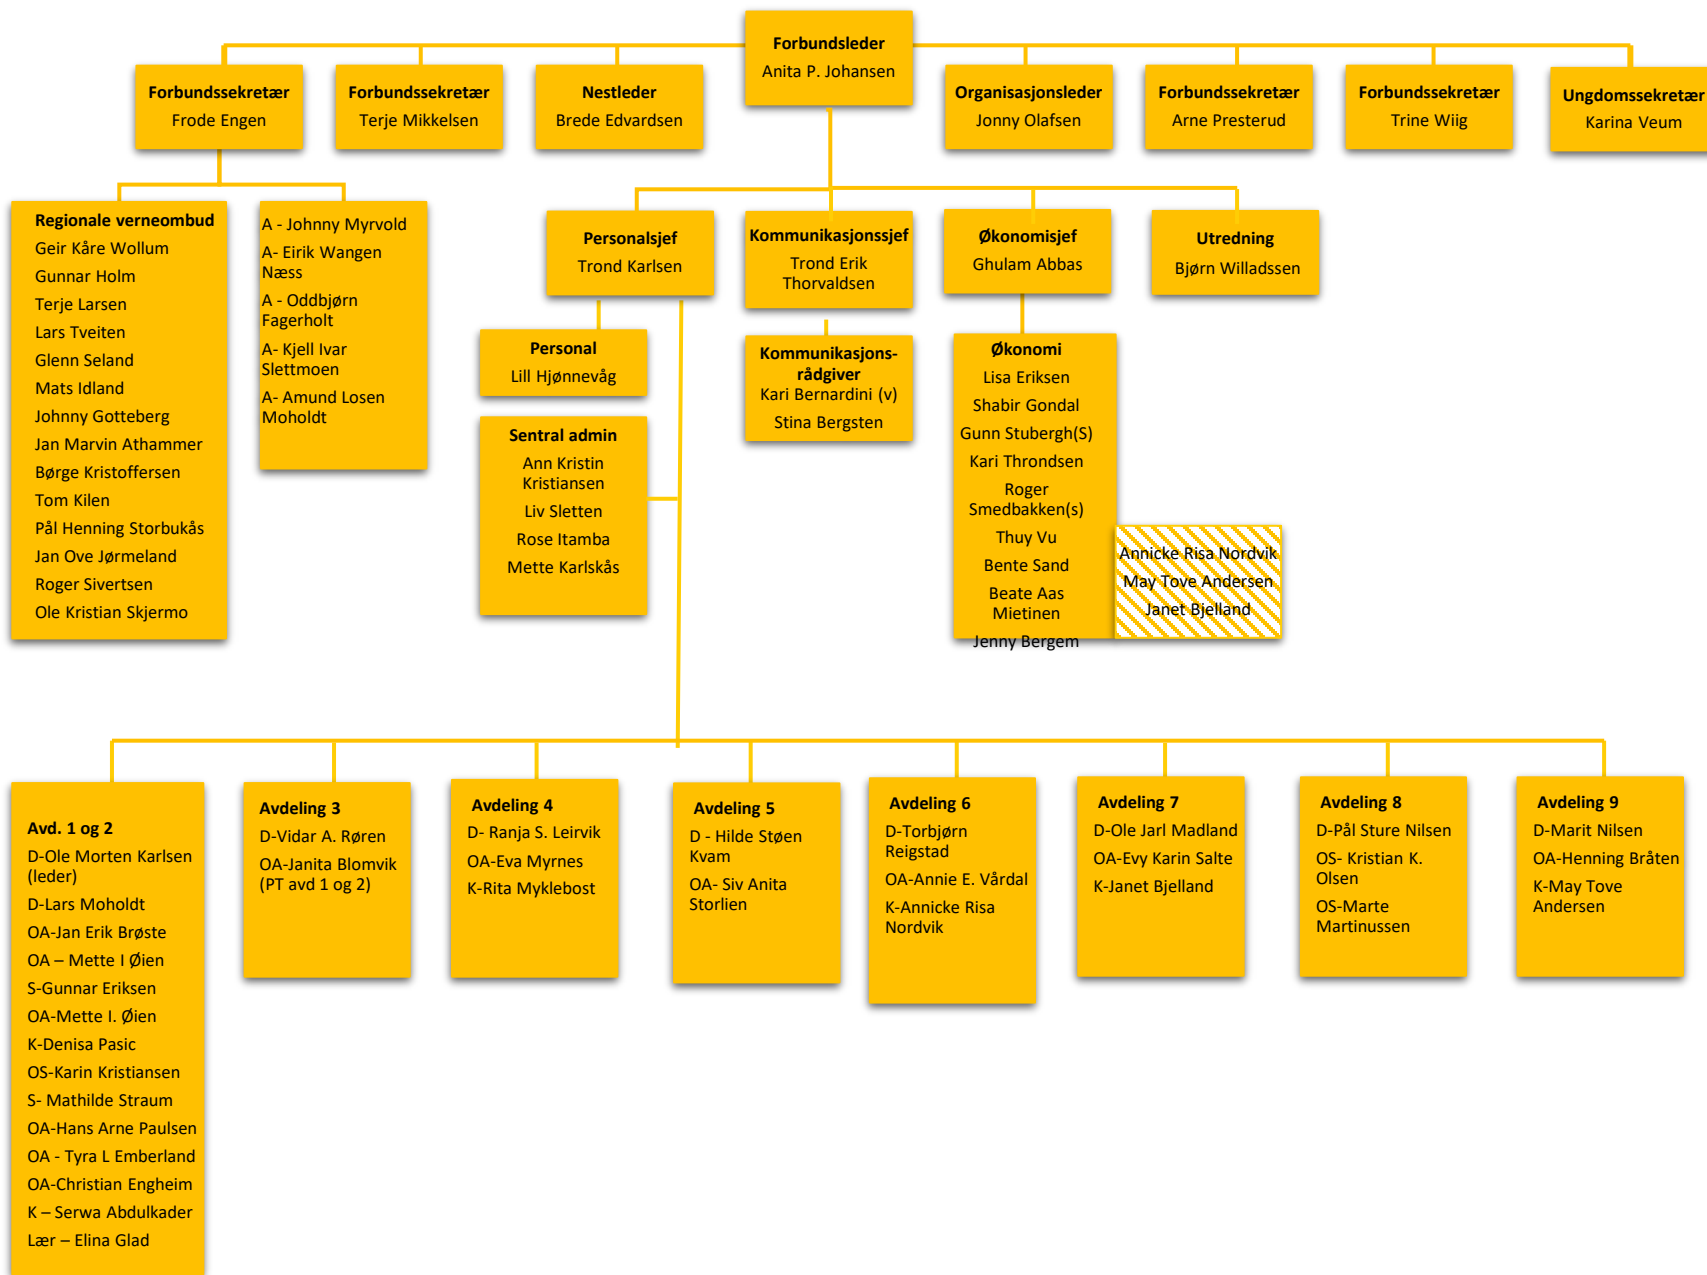 Forbundsleder
Anita P. Johansen
Forbundssekretær
Frode Engen
Forbundssekretær
Terje Mikkelsen
Nestleder
Brede Edvardsen
Organisasjonsleder
Jonny Olafsen
Forbundssekretær
Arne Presterud
Forbundssekretær
Trine Wiig
Ungdomssekretær
Karina Veum
Regionale verneombud
Geir Kåre Wollum
Gunnar Holm
Terje Larsen
Lars Tveiten
Glenn Seland
Mats Idland
Johnny Gotteberg
Jan Marvin Athammer
Børge Kristoffersen
Tom Kilen
Pål Henning Storbukås
Jan Ove Jørmeland
Roger Sivertsen
Ole Kristian Skjermo
A - Johnny Myrvold
A- Eirik Wangen
Næss
A - Oddbjørn
Fagerholt
A- Kjell Ivar
Slettmoen
A- Amund Losen
Moholdt
Personalsjef
Trond Karlsen
Kommunikasjonssjef
Trond Erik
Thorvaldsen
Økonomisjef
Ghulam Abbas
Utredning
Bjørn Willadssen
Personal
Lill Hjønnevåg
Kommunikasjons-
rådgiver
Kari Bernardini (v)
Stina Bergsten
Sentral admin
Ann Kristin
Kristiansen
Liv Sletten
Rose Itamba
Mette Karlskås
Økonomi
Lisa Eriksen
Shabir Gondal
Gunn Stubergh(S)
Kari Throndsen
Roger
Smedbakken(s)
Thuy Vu
Bente Sand
Beate Aas
Mietinen
Jenny Bergem
Annicke Risa Nordvik
May Tove Andersen
Janet Bjelland
Avd. 1 og 2
D-Ole Morten Karlsen
(leder)
D-Lars Moholdt
OA-Jan Erik Brøste
OA – Mette I Øien
S-Gunnar Eriksen
OA-Mette I. Øien
K-Denisa Pasic
OS-Karin Kristiansen
S- Mathilde Straum
OA-Hans Arne Paulsen
OA - Tyra L Emberland
OA-Christian Engheim
K – Serwa Abdulkader
Lær – Elina Glad
Avdeling 3
D-Vidar A. Røren
OA-Janita Blomvik
(PT avd 1 og 2)
Avdeling 4
D- Ranja S. Leirvik
OA-Eva Myrnes
K-Rita Myklebost
Avdeling 5
D - Hilde Støen
Kvam
OA- Siv Anita
Storlien
Avdeling 6
D-Torbjørn
Reigstad
OA-Annie E. Vårdal
K-Annicke Risa
Nordvik
Avdeling 7
D-Ole Jarl Madland
OA-Evy Karin Salte
K-Janet Bjelland
Avdeling 8
D-Pål Sture Nilsen
OS- Kristian K.
Olsen
OS-Marte
Martinussen
Avdeling 9
D-Marit Nilsen
OA-Henning Bråten
K-May Tove
Andersen